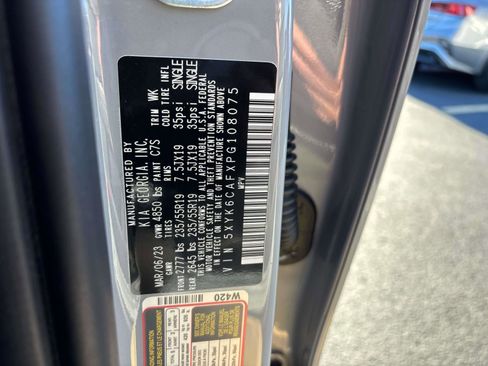 MANUFACTURED BY
KIA GEORGIA, INC.
MAR/06/23 GVWR 4850 lbs PAINT C7S TRIM WK
GAWR TIRES RIMS COLD TIRE INFL
FRONT 2777 lbs 235/55R19 7.5JX19 35psi SINGLE
REAR 2645 lbs 235/55R19 7.5JX19 35psi SINGLE
THIS VEHICLE CONFORMS TO ALL APPLICABLE U.S.A. FEDERAL
MOTOR VEHICLE SAFETY AND THEFT PREVENTION STANDARDS
IN EFFECT ON THE DATE OF MANUFACTURE SHOWN ABOVE
VIN 5XYK6CAFXPG108075
MPV
W420
INFORMATION